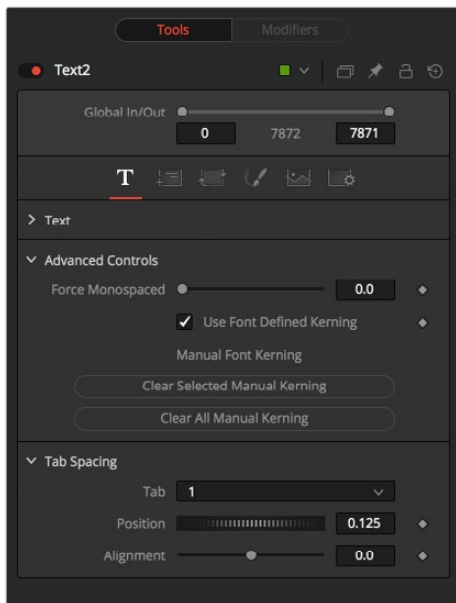 Tools Modifiers
Text2
Global In/Out
0 7872 7871
T
Text
Advanced Controls
Force Monospaced 0.0
Use Font Defined Kerning
Manual Font Kerning
Clear Selected Manual Kerning
Clear All Manual Kerning
Tab Spacing
Tab 1
Position 0.125
Alignment 0.0